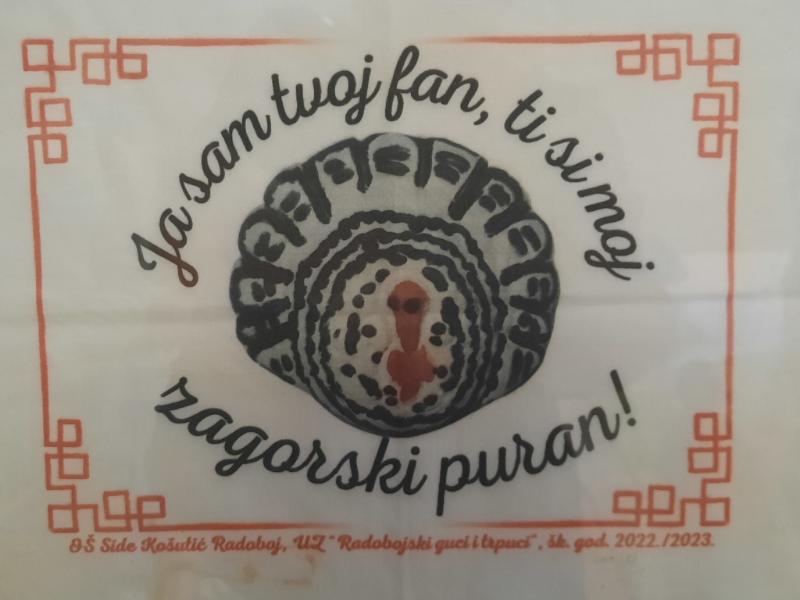 Ja sam tvoj fan, ti si moj
zagorski puran!
OŠ Side Košutić Radoboj, UZ "Radobojski guci i trpuci", šk. god. 2022./2023.